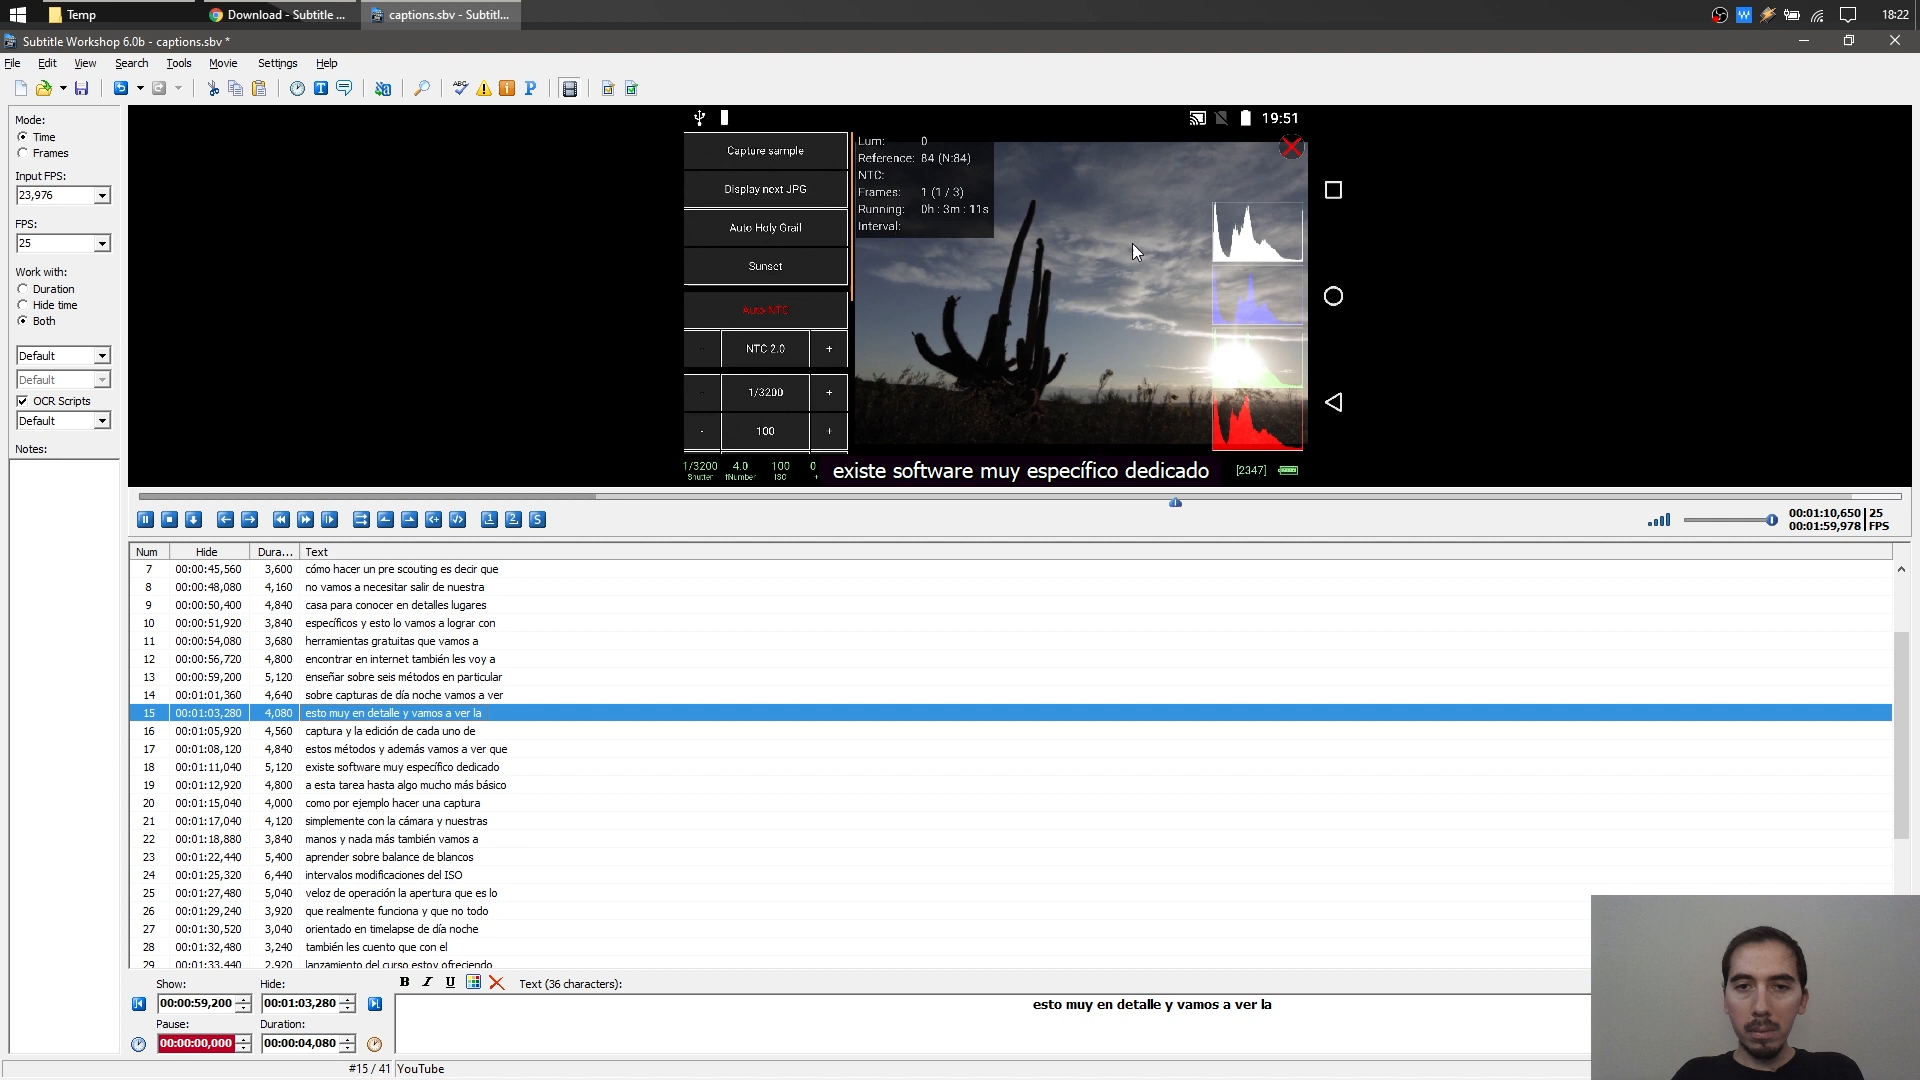 Temp
Download - Subtitle ...
captions.sbv - Subtitl...
18:22
Subtitle Workshop 6.0b - captions.sbv *
File Edit View Search Tools Movie Settings Help
Mode:
Time
Frames
Input FPS:
23,976
FPS:
25
Work with:
Duration
Hide time
Both
Default
Default
OCR Scripts
Default
Notes:
19:51
Capture sample
Display next JPG
Auto Holy Grail
Sunset
Auto NTC
- NTC 2.0 +
- 1/3200 +
- 100 +
Lum: 0
Reference: 84 (N:84)
NTC:
Frames: 1 (1 / 3)
Running: 0h : 3m : 11s
Interval:
1/3200 4.0 100 0
Shutter fNumber ISO +
existe software muy específico dedicado
[2347]
00:01:10,650 25
00:01:59,978 FPS
Num Hide Dura... Text
7 00:00:45,560 3,600 cómo hacer un pre scouting es decir que
8 00:00:48,080 4,160 no vamos a necesitar salir de nuestra
9 00:00:50,400 4,840 casa para conocer en detalles lugares
10 00:00:51,920 3,840 específicos y esto lo vamos a lograr con
11 00:00:54,080 3,680 herramientas gratuitas que vamos a
12 00:00:56,720 4,800 encontrar en internet también les voy a
13 00:00:59,200 5,120 enseñar sobre seis métodos en particular
14 00:01:01,360 4,640 sobre capturas de día noche vamos a ver
15 00:01:03,280 4,080 esto muy en detalle y vamos a ver la
16 00:01:05,920 4,560 captura y la edición de cada uno de
17 00:01:08,120 4,840 estos métodos y además vamos a ver que
18 00:01:11,040 5,120 existe software muy específico dedicado
19 00:01:12,920 4,800 a esta tarea hasta algo mucho más básico
20 00:01:15,040 4,000 como por ejemplo hacer una captura
21 00:01:17,040 4,120 simplemente con la cámara y nuestras
22 00:01:18,880 3,840 manos y nada más también vamos a
23 00:01:22,440 5,400 aprender sobre balance de blancos
24 00:01:25,320 6,440 intervalos modificaciones del ISO
25 00:01:27,480 5,040 veloz de operación la apertura que es lo
26 00:01:29,240 3,920 que realmente funciona y que no todo
27 00:01:30,520 3,040 orientado en timelapse de día noche
28 00:01:32,480 3,240 también les cuento que con el
29 00:01:33,440 2,920 lanzamiento del curso estoy ofreciendo
Show: Hide:
00:00:59,200 00:01:03,280
Pause: Duration:
00:00:00,000 00:00:04,080
B I U Text (36 characters):
esto muy en detalle y vamos a ver la
#15 / 41 YouTube